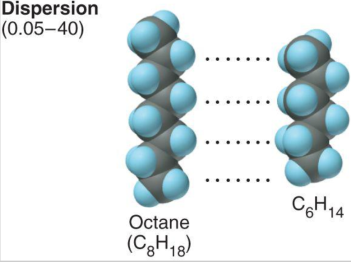 Dispersion
(0.05–40)
Octane
(C8H18)
C6H14